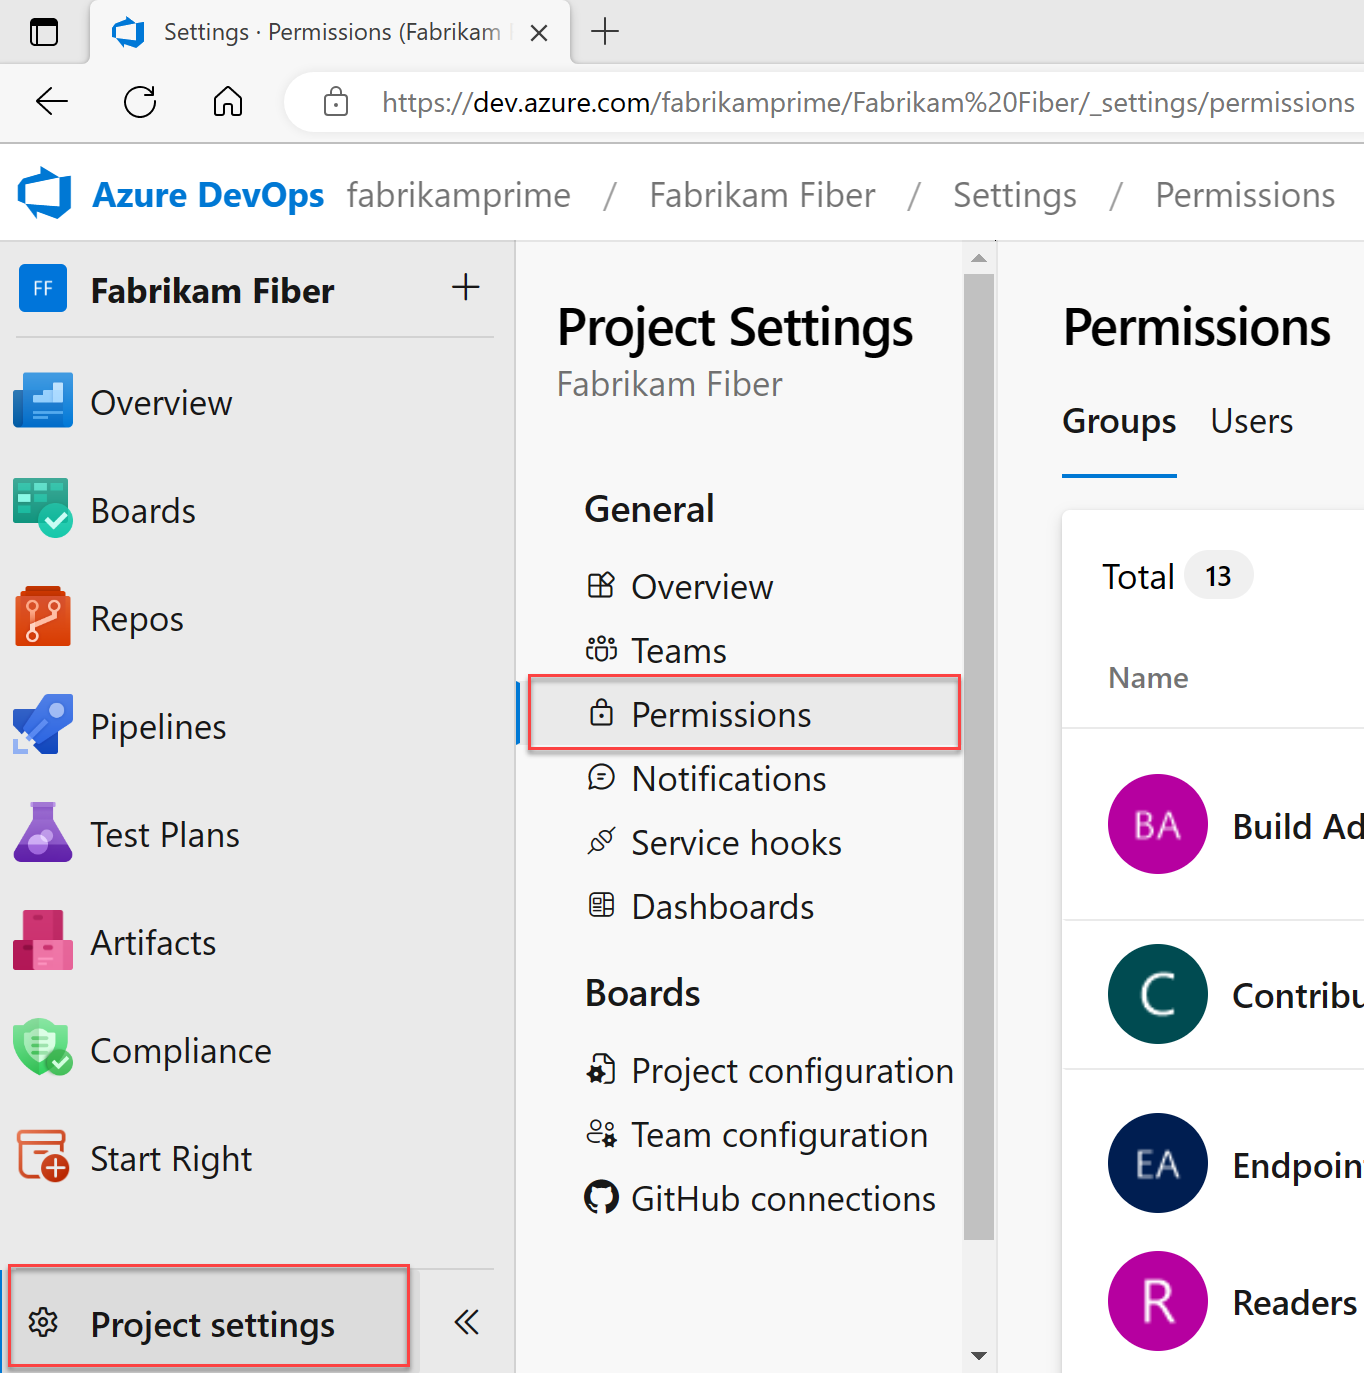 Settings · Permissions (Fabrikam
https://dev.azure.com/fabrikamprime/Fabrikam%20Fiber/_settings/permissions
Azure DevOps fabrikamprime / Fabrikam Fiber / Settings / Permissions
FF Fabrikam Fiber
Overview
Boards
Repos
Pipelines
Test Plans
Artifacts
Compliance
Start Right
Project settings
Project Settings
Fabrikam Fiber
General
Overview
Teams
Permissions
Notifications
Service hooks
Dashboards
Boards
Project configuration
Team configuration
GitHub connections
Permissions
Groups Users
Total 13
Name
BA Build Ad
C Contribu
EA Endpoin
R Readers